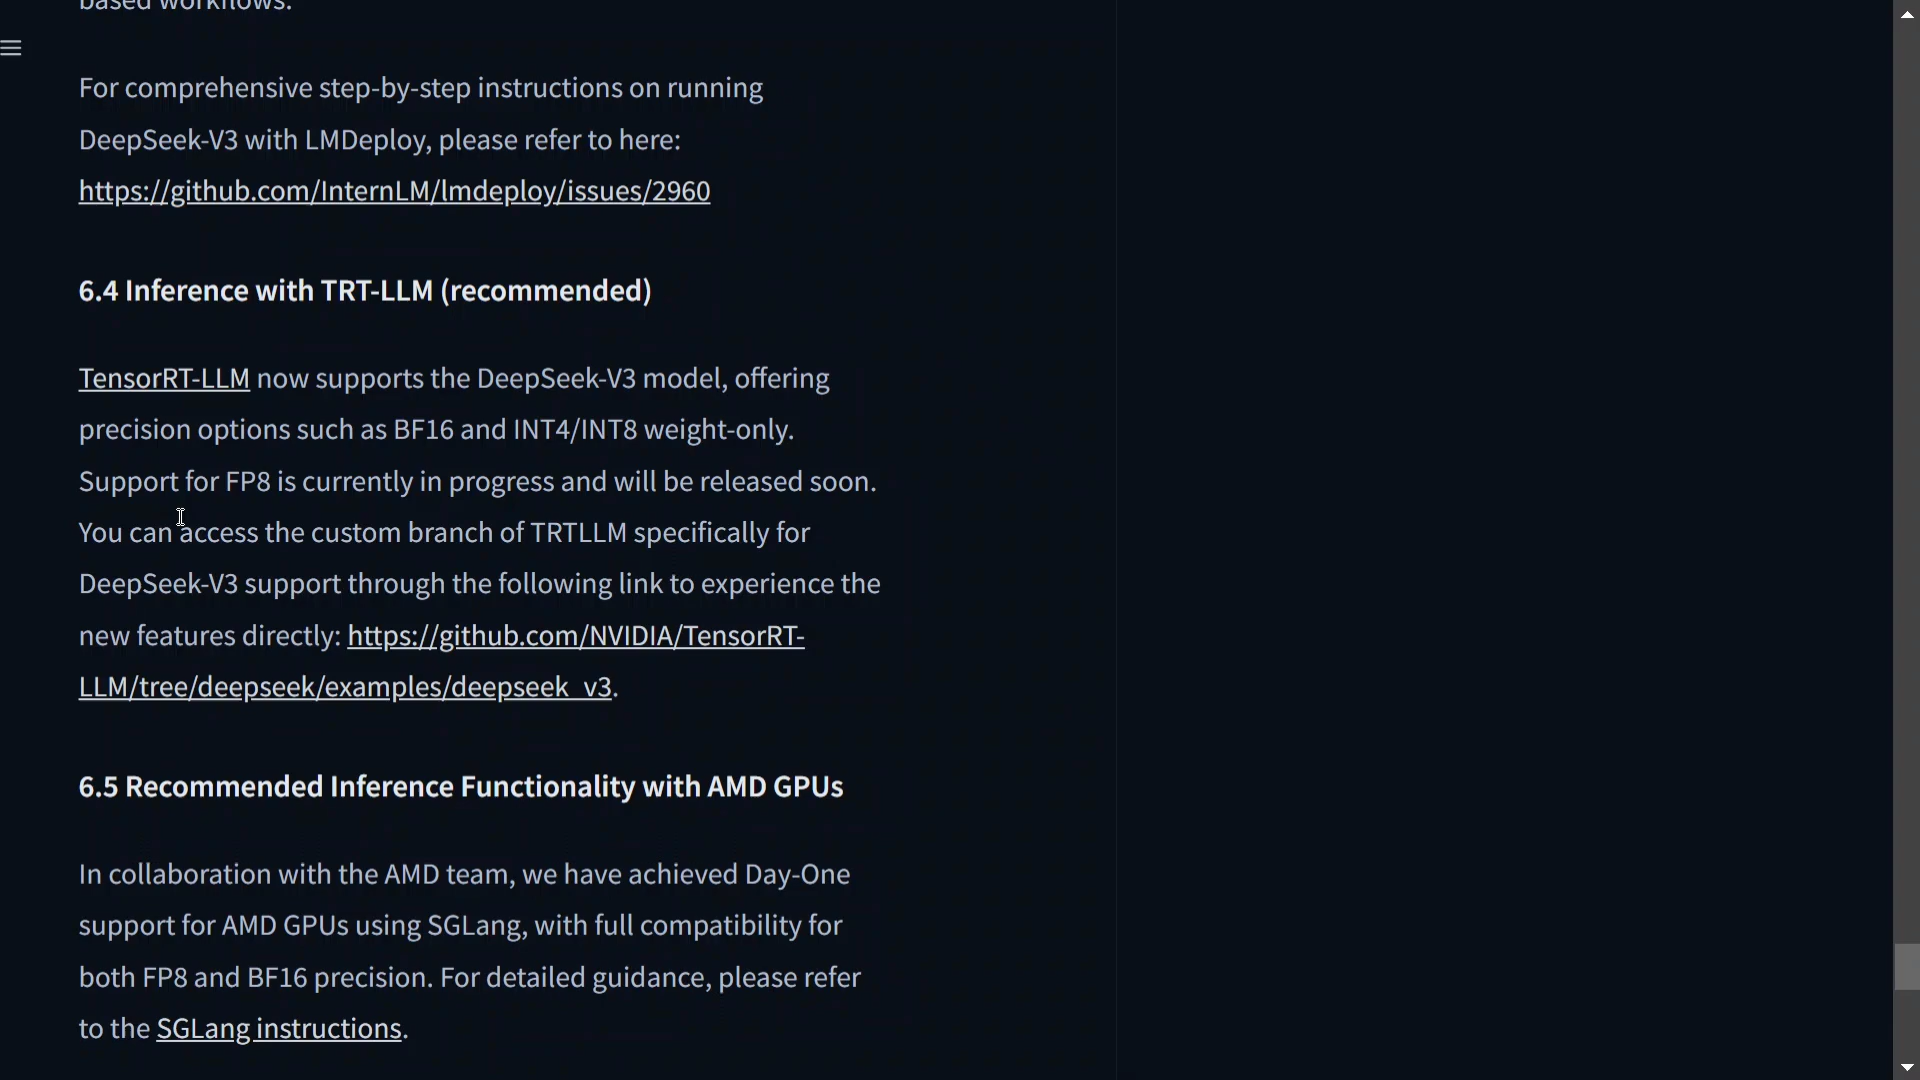 based workflows.
For comprehensive step-by-step instructions on running
DeepSeek-V3 with LMDeploy, please refer to here:
https://github.com/InternLM/lmdeploy/issues/2960
6.4 Inference with TRT-LLM (recommended)
TensorRT-LLM now supports the DeepSeek-V3 model, offering
precision options such as BF16 and INT4/INT8 weight-only.
Support for FP8 is currently in progress and will be released soon.
You can access the custom branch of TRTLLM specifically for
DeepSeek-V3 support through the following link to experience the
new features directly: https://github.com/NVIDIA/TensorRT-
LLM/tree/deepseek/examples/deepseek_v3.
6.5 Recommended Inference Functionality with AMD GPUs
In collaboration with the AMD team, we have achieved Day-One
support for AMD GPUs using SGLang, with full compatibility for
both FP8 and BF16 precision. For detailed guidance, please refer
to the SGLang instructions.